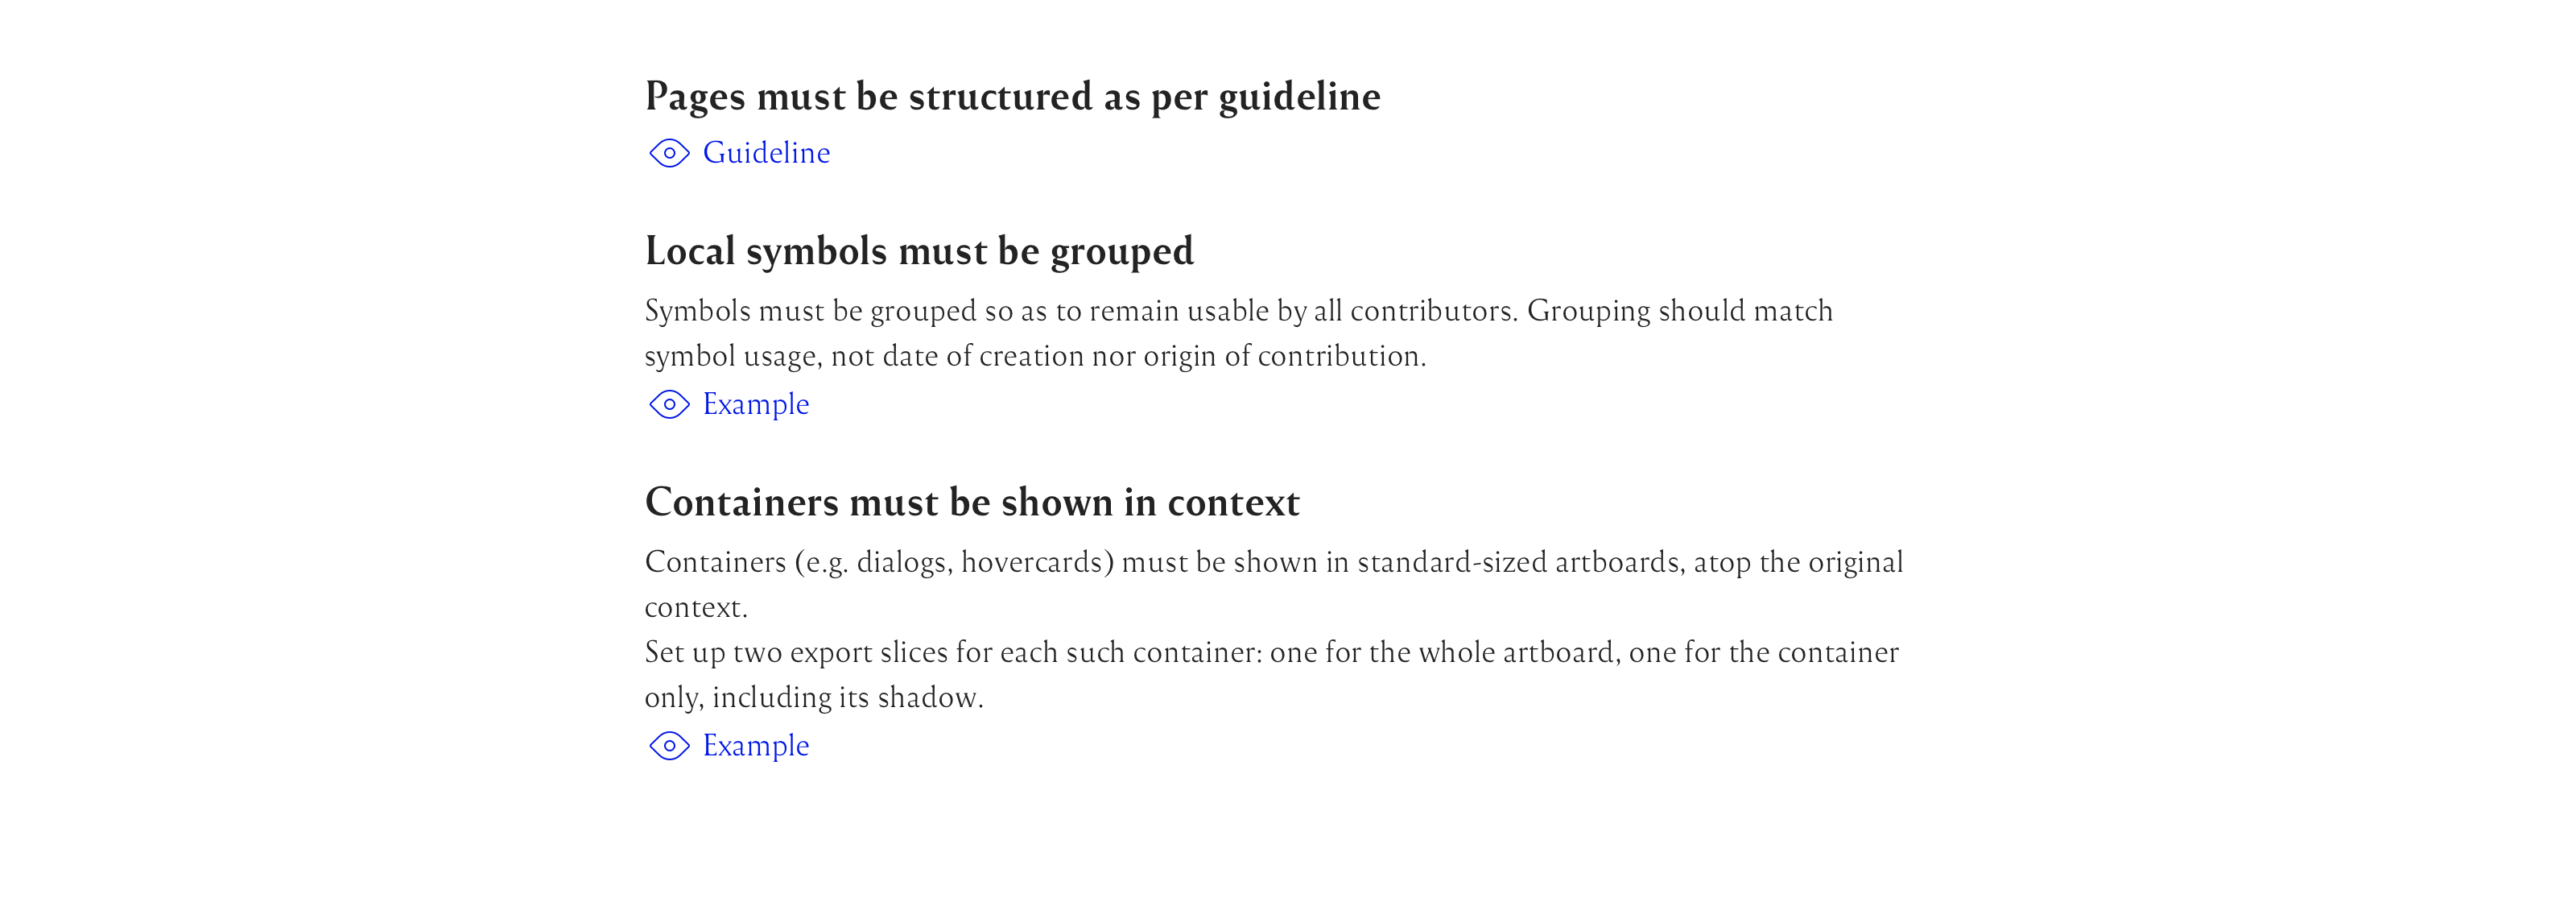 Pages must be structured as per guideline
Guideline
Local symbols must be grouped
Symbols must be grouped so as to remain usable by all contributors. Grouping should match
symbol usage, not date of creation nor origin of contribution.
Example
Containers must be shown in context
Containers (e.g. dialogs, hovercards) must be shown in standard-sized artboards, atop the original
context.
Set up two export slices for each such container: one for the whole artboard, one for the container
only, including its shadow.
Example